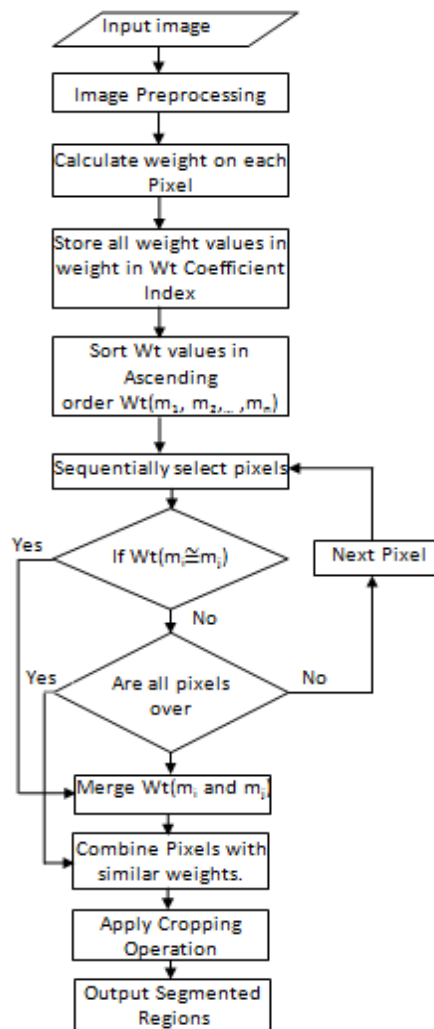 Input image
Image Preprocessing
Calculate weight on each
Pixel
Store all weight values in
weight in Wt Coefficient
Index
Sort Wt values in
Ascending
order Wt(m₁, m₂,... ,mₙ)
Sequentially select pixels
Yes
If Wt(mᵢ≅mⱼ)
Next Pixel
No
Yes
Are all pixels
over
No
Merge Wt(mᵢ and mⱼ)
Combine Pixels with
similar weights.
Apply Cropping
Operation
Output Segmented
Regions